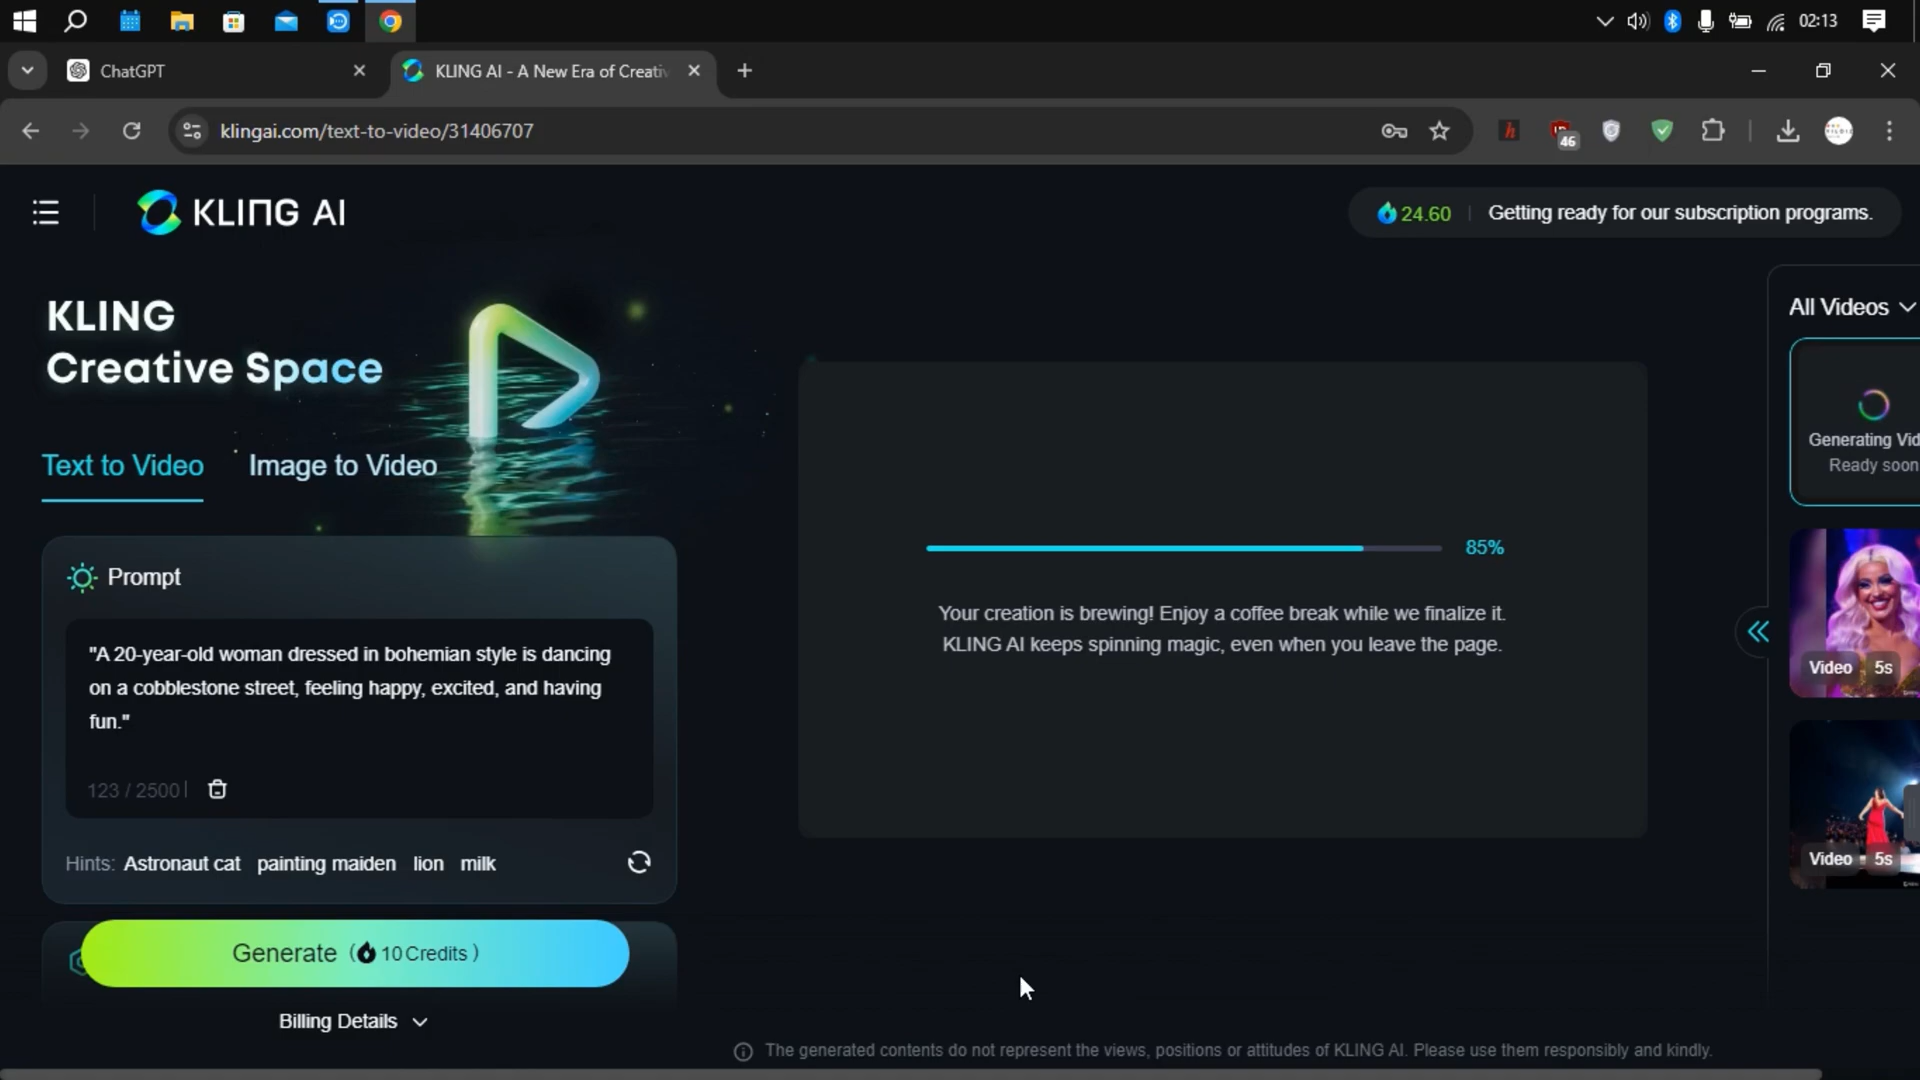 02:13
ChatGPT
KLING AI - A New Era of Creativ
klingai.com/text-to-video/31406707
46
KLING AI
24.60
Getting ready for our subscription programs.
KLING
Creative Space
All Videos
Generating Vid
Ready soon
Text to Video
Image to Video
85%
Your creation is brewing! Enjoy a coffee break while we finalize it.
KLING AI keeps spinning magic, even when you leave the page.
Prompt
"A 20-year-old woman dressed in bohemian style is dancing
on a cobblestone street, feeling happy, excited, and having
fun."
123 / 2500
Video 5s
Hints: Astronaut cat painting maiden lion milk
Video 5s
Generate ( 10 Credits )
Billing Details
The generated contents do not represent the views, positions or attitudes of KLING AI. Please use them responsibly and kindly.